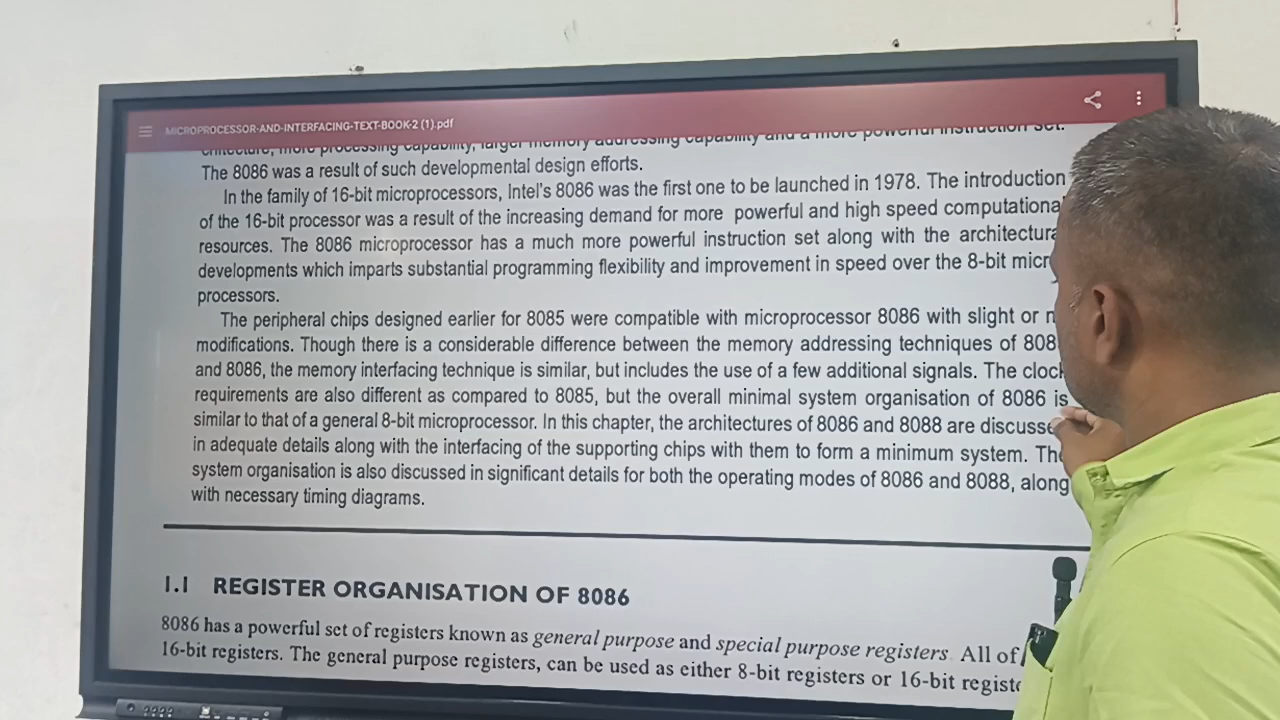 MICROPROCESSOR-AND-INTERFACING-TEXT-BOOK-2 (1).pdf
chitecture, more processing capability, larger memory addressing capability and a more powerful instruction set.
The 8086 was a result of such developmental design efforts.
In the family of 16-bit microprocessors, Intel's 8086 was the first one to be launched in 1978. The introduction
of the 16-bit processor was a result of the increasing demand for more powerful and high speed computationa
resources. The 8086 microprocessor has a much more powerful instruction set along with the architectura
developments which imparts substantial programming flexibility and improvement in speed over the 8-bit micr
processors.
The peripheral chips designed earlier for 8085 were compatible with microprocessor 8086 with slight or n
modifications. Though there is a considerable difference between the memory addressing techniques of 808
and 8086, the memory interfacing technique is similar, but includes the use of a few additional signals. The clock
requirements are also different as compared to 8085, but the overall minimal system organisation of 8086 is
similar to that of a general 8-bit microprocessor. In this chapter, the architectures of 8086 and 8088 are discusse
in adequate details along with the interfacing of the supporting chips with them to form a minimum system. The
system organisation is also discussed in significant details for both the operating modes of 8086 and 8088, along
with necessary timing diagrams.
1.1 REGISTER ORGANISATION OF 8086
8086 has a powerful set of registers known as general purpose and special purpose registers. All of
16-bit registers. The general purpose registers, can be used as either 8-bit registers or 16-bit registe